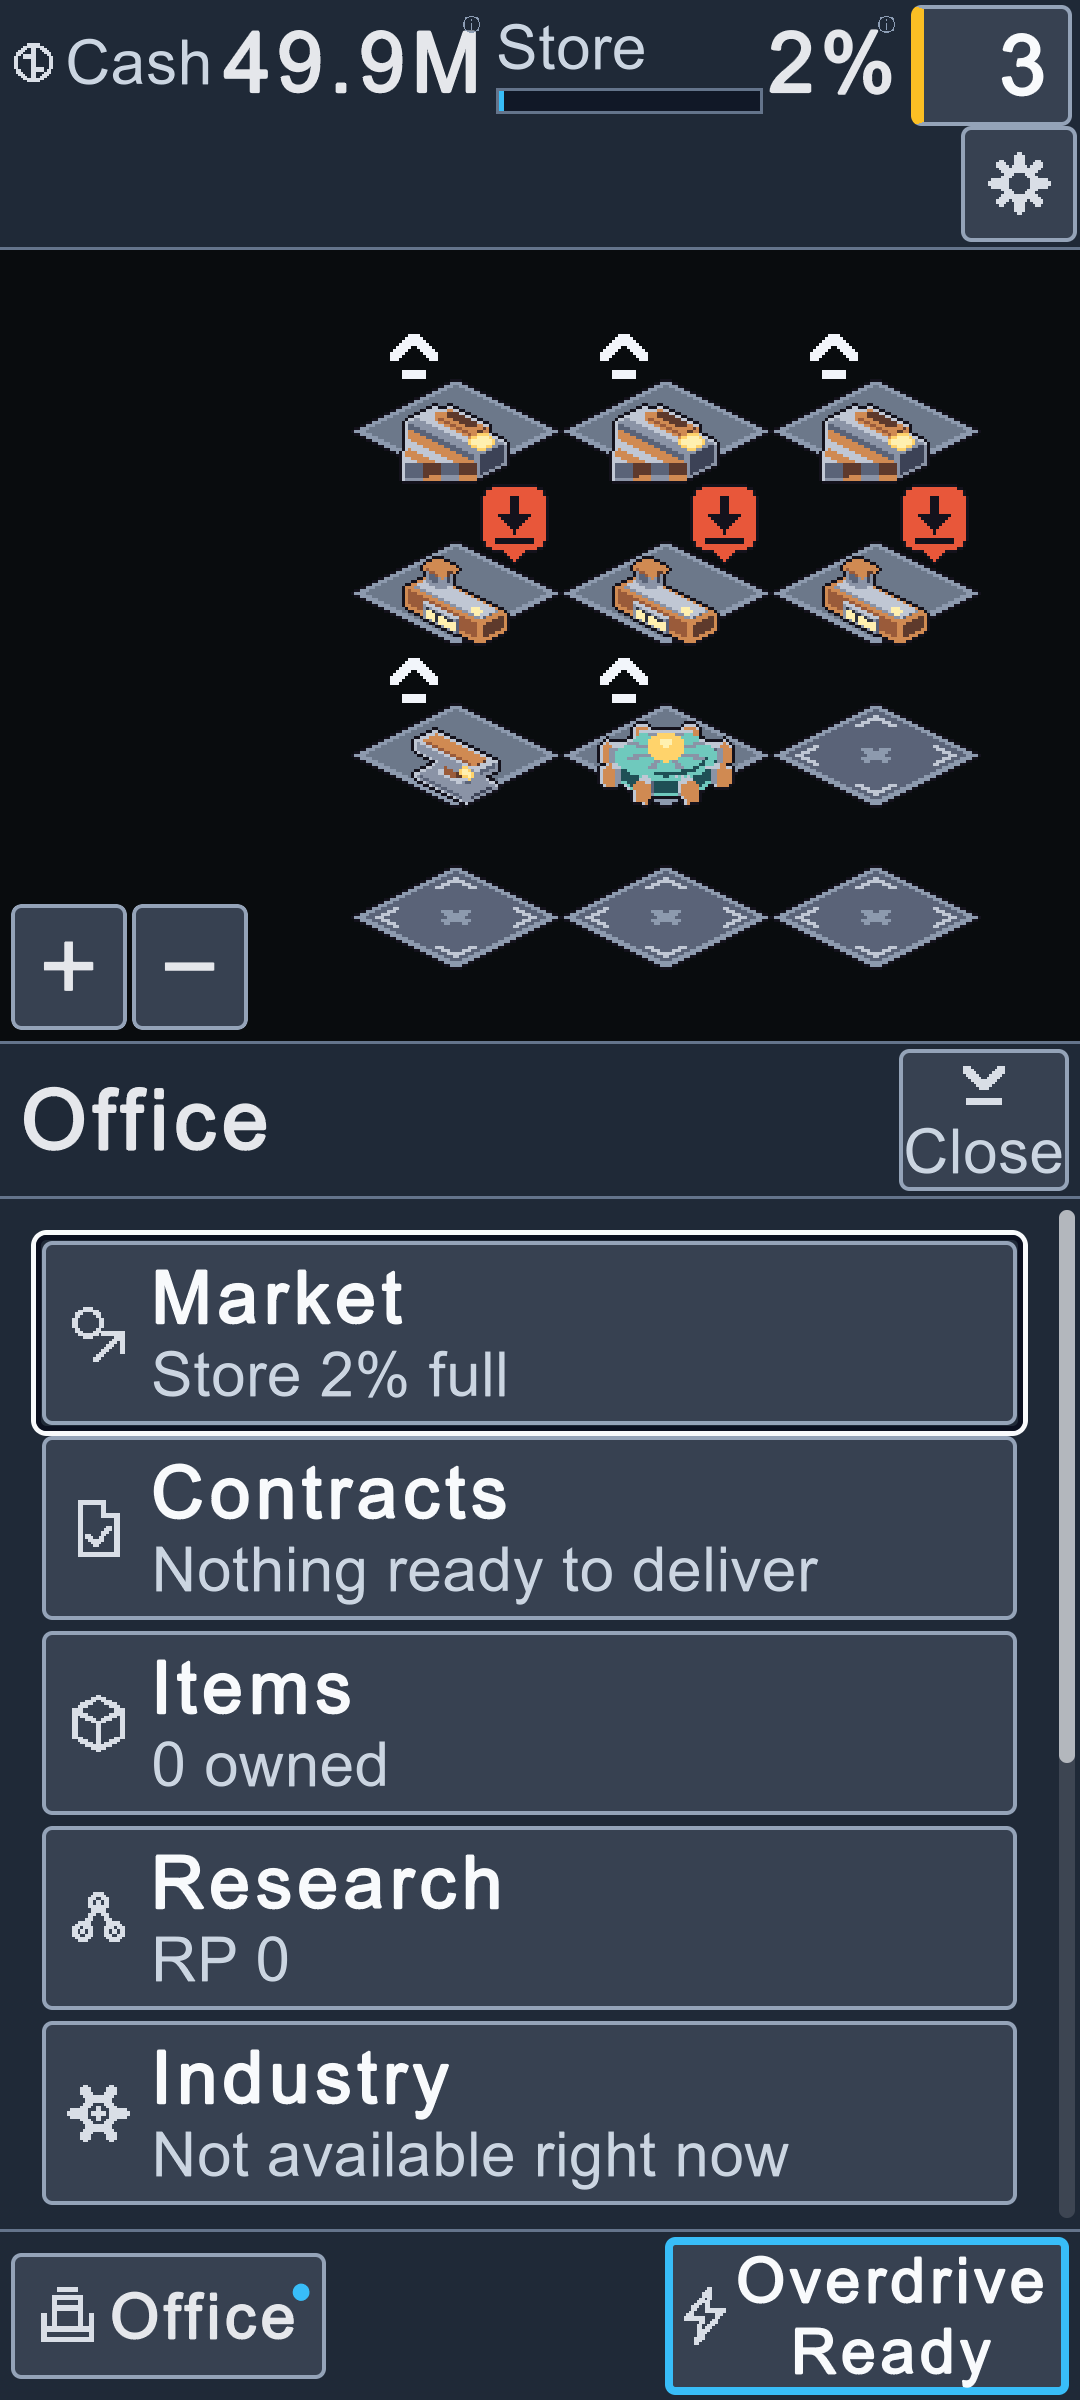 Cash 49.9M Store 2% 3
Office
Close
Market
Store 2% full
Contracts
Nothing ready to deliver
Items
0 owned
Research
RP 0
Industry
Not available right now
Office
Overdrive
Ready